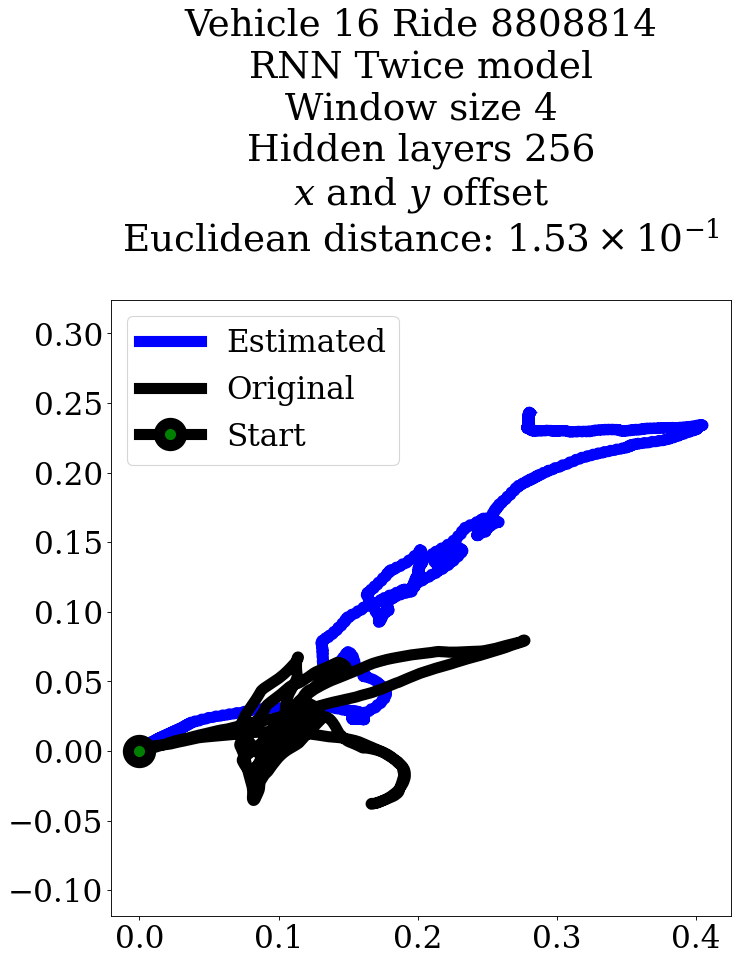 Vehicle 16 Ride 8808814
RNN Twice model
Window size 4
Hidden layers 256
x and y offset
Euclidean distance: 1.53 × 10⁻¹
Estimated
Original
Start
0.30
0.25
0.20
0.15
0.10
0.05
0.00
−0.05
−0.10
0.0 0.1 0.2 0.3 0.4